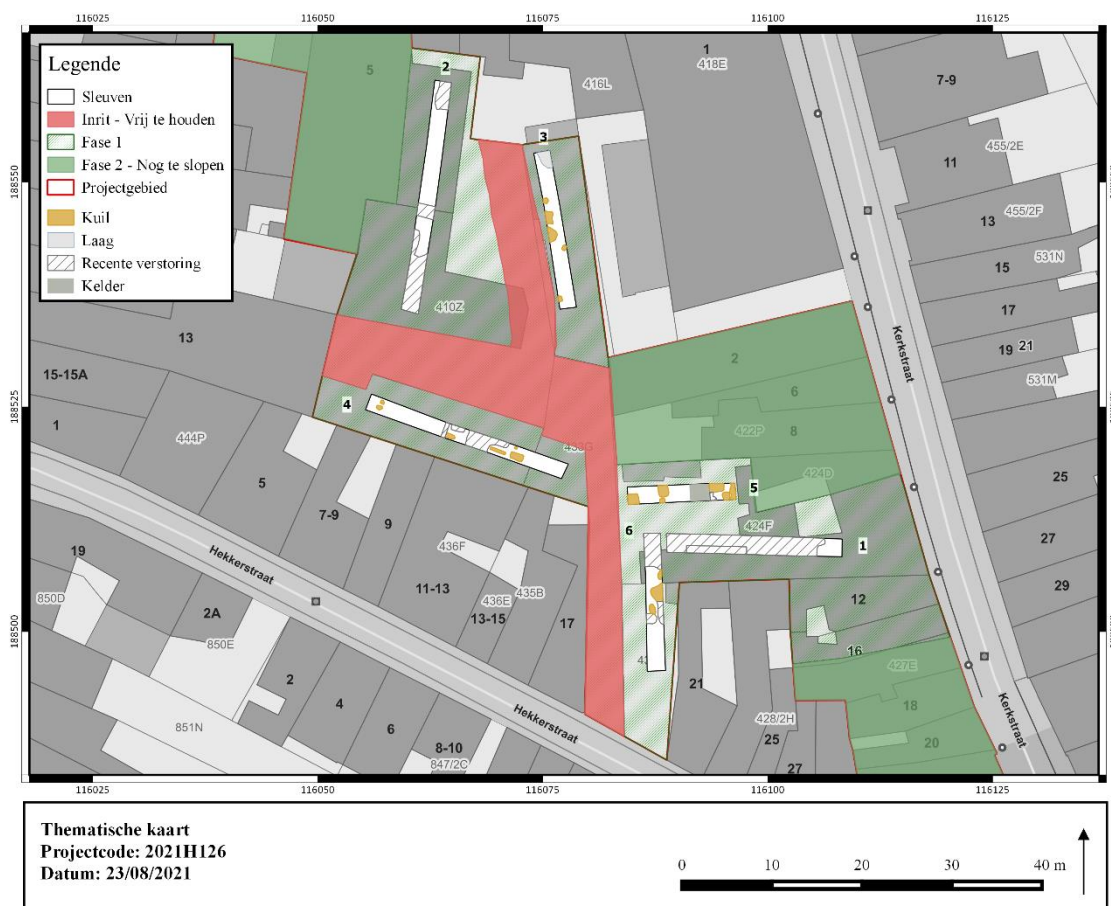 116025 116050 116075 116100 116125
Legende
Sleuven
Inrit - Vrij te houden
Fase 1
Fase 2 - Nog te slopen
Projectgebied
Kuil
Laag
Recente verstoring
Kelder
5
2
416L
1
418E
7-9
3
455/2E
11
188550
13
455/2F
531N
15
410Z
17
13
Kerkstraat
19
21
2
531M
15-15A
6
188525
4
1
444P
422P
8
433G
5
424D
25
7-9
5
9
6
424F
436F
1
27
Hekkerstraat
19
11-13
435B
436E
29
850D
2A
13-15
12
188500
850E
17
16
427E
2
21
4
18
851N
428/2H
Kerkstraat
6
Hekkerstraat
25
20
8-10
847/2C
27
116025 116050 116075 116100 116125
Thematische kaart
Projectcode: 2021H126
Datum: 23/08/2021
0 10 20 30 40 m